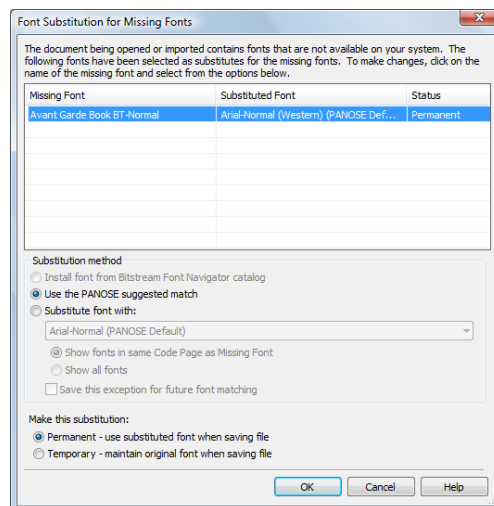 Font Substitution for Missing Fonts
The document being opened or imported contains fonts that are not available on your system. The
following fonts have been selected as substitutes for the missing fonts. To make changes, click on the
name of the missing font and select from the options below.
Missing Font Substituted Font Status
Avant Garde Book BT-Normal Arial-Normal (Western) (PANOSE Def... Permanent
Substitution method
Install font from Bitstream Font Navigator catalog
Use the PANOSE suggested match
Substitute font with:
Arial-Normal (PANOSE Default)
Show fonts in same Code Page as Missing Font
Show all fonts
Save this exception for future font matching
Make this substitution:
Permanent - use substituted font when saving file
Temporary - maintain original font when saving file
OK Cancel Help